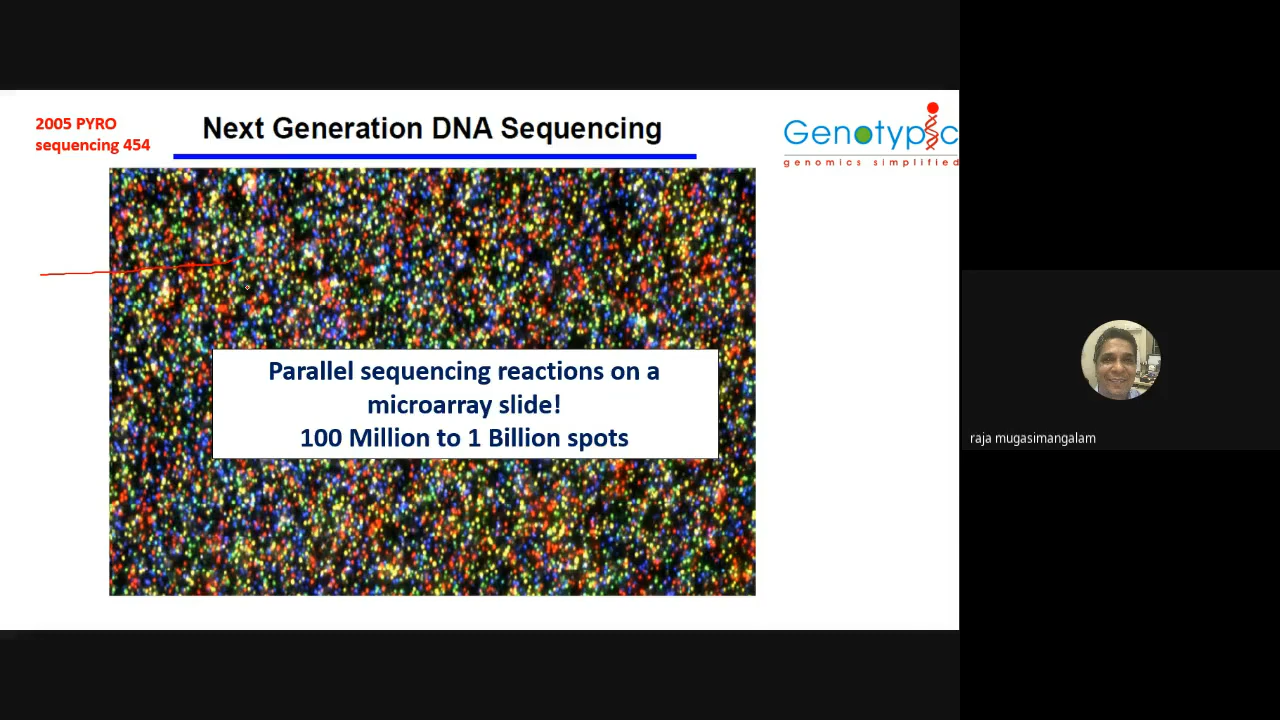 2005 PYRO
sequencing 454
Next Generation DNA Sequencing
Genotypic
genomics simplified
Parallel sequencing reactions on a
microarray slide!
100 Million to 1 Billion spots
raja mugasimangalam